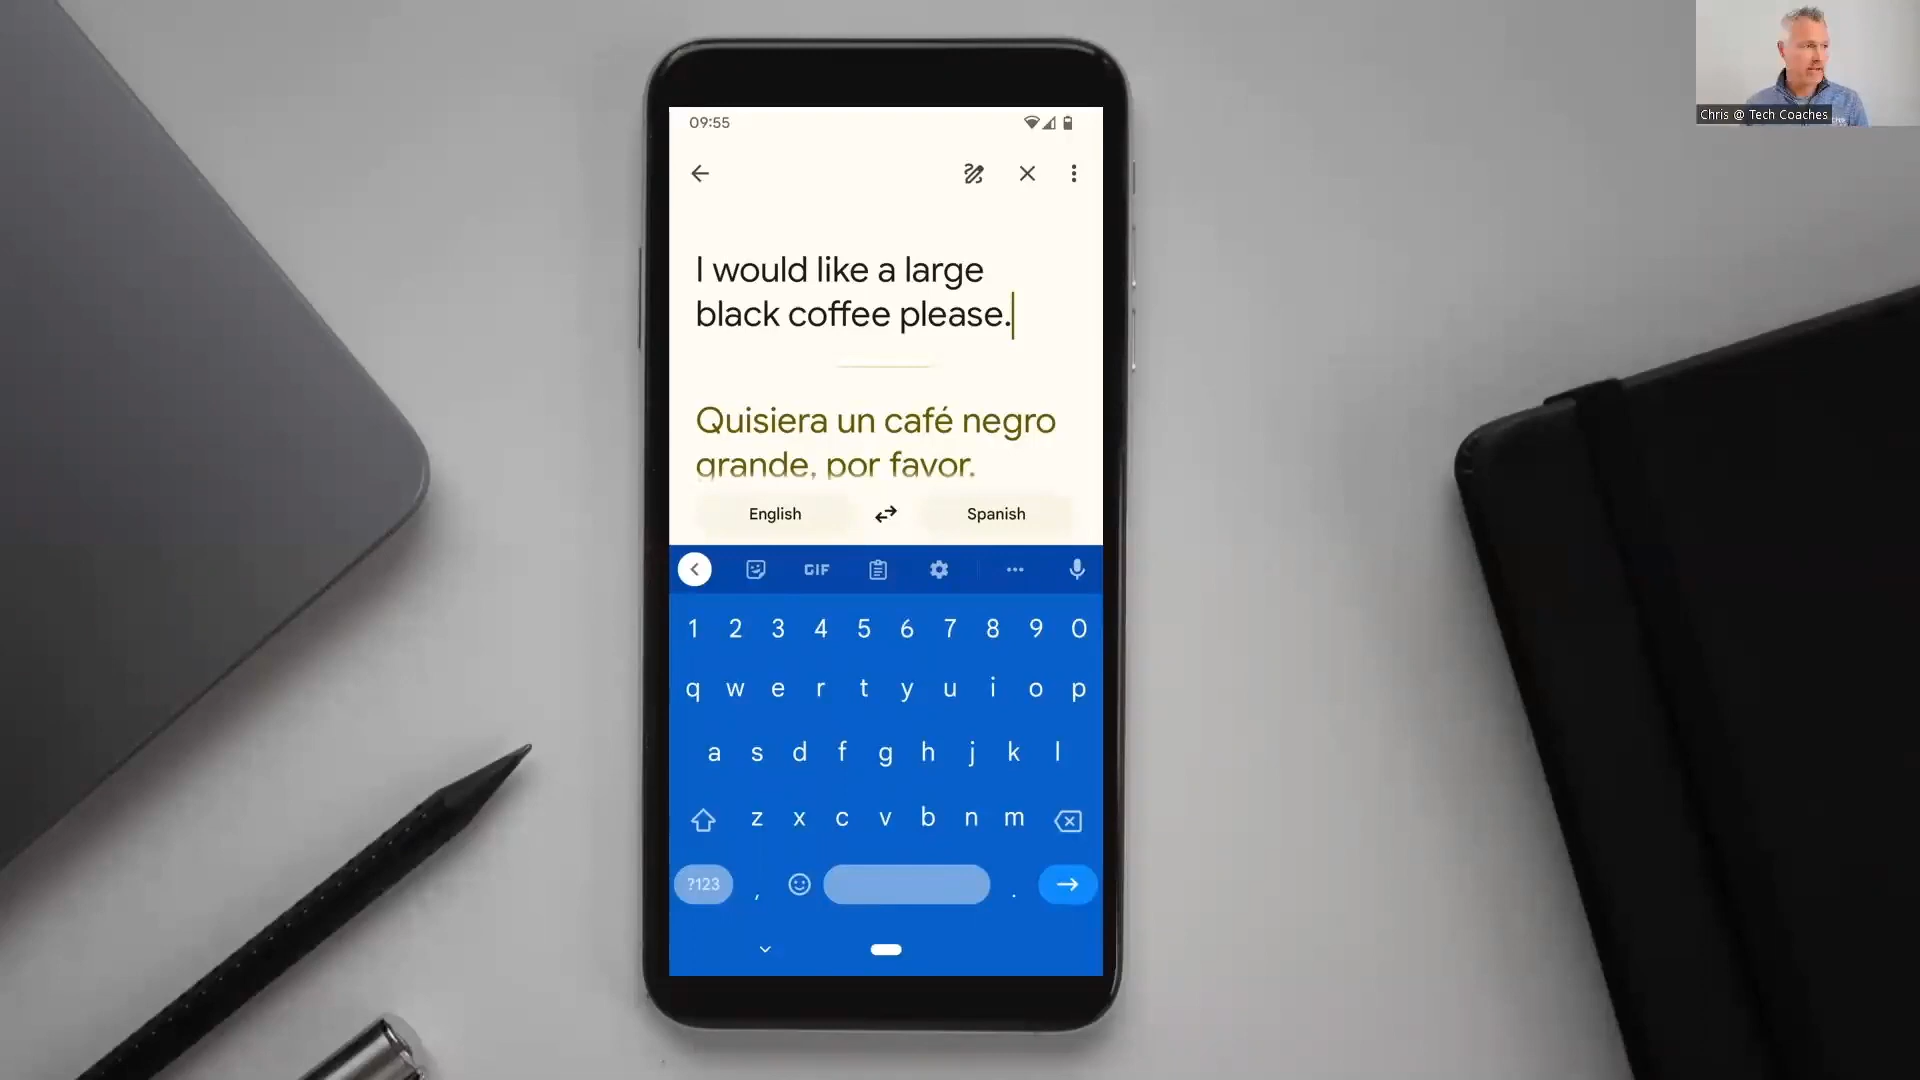 Chris @ Tech Coaches
09:55
I would like a large
black coffee please.
Quisiera un café negro
grande, por favor.
English
Spanish
GIF
1 2 3 4 5 6 7 8 9 0
q w e r t y u i o p
a s d f g h j k l
z x c v b n m
?123 , .